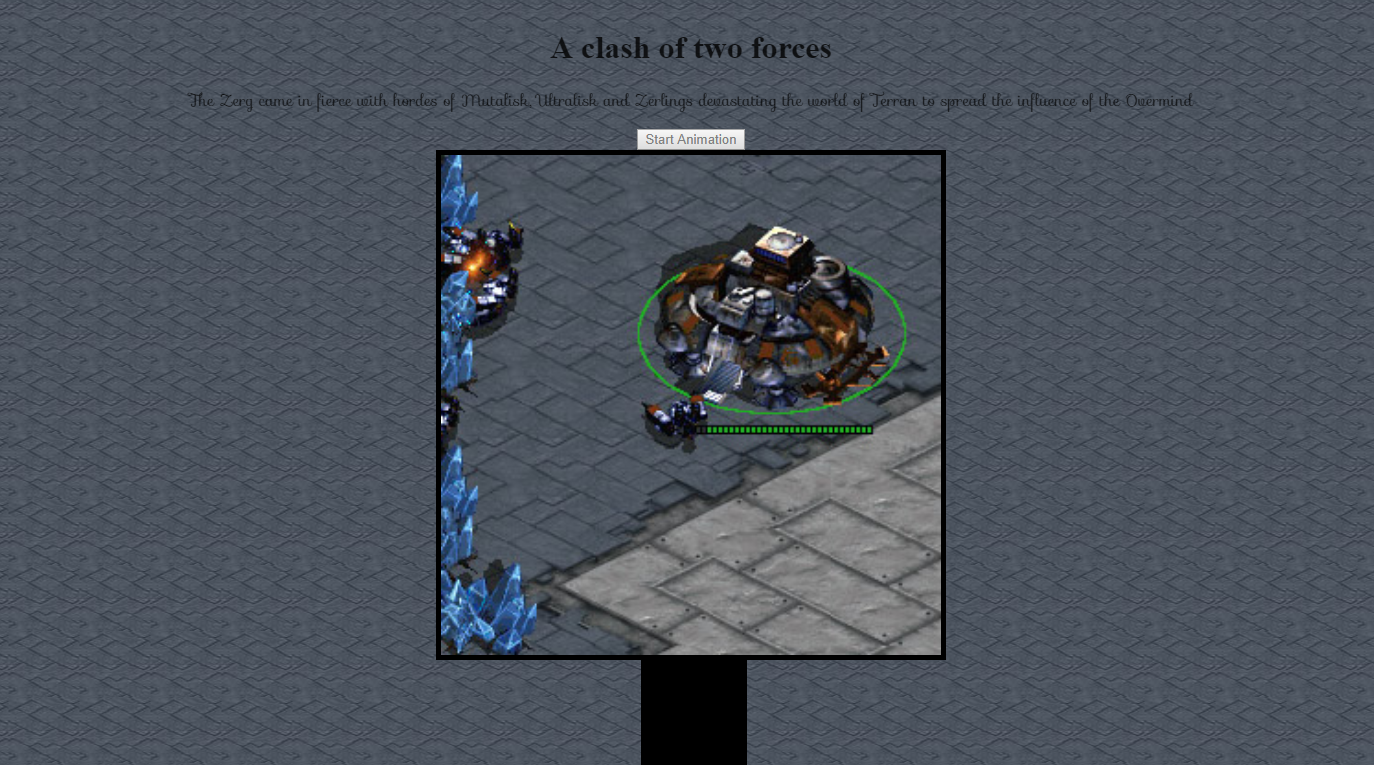 A clash of two forces
The Zerg came in fierce with hordes of Mutalisk, Ultralisk and Zerlings devastating the world of Terran to spread the influence of the Overmind
Start Animation